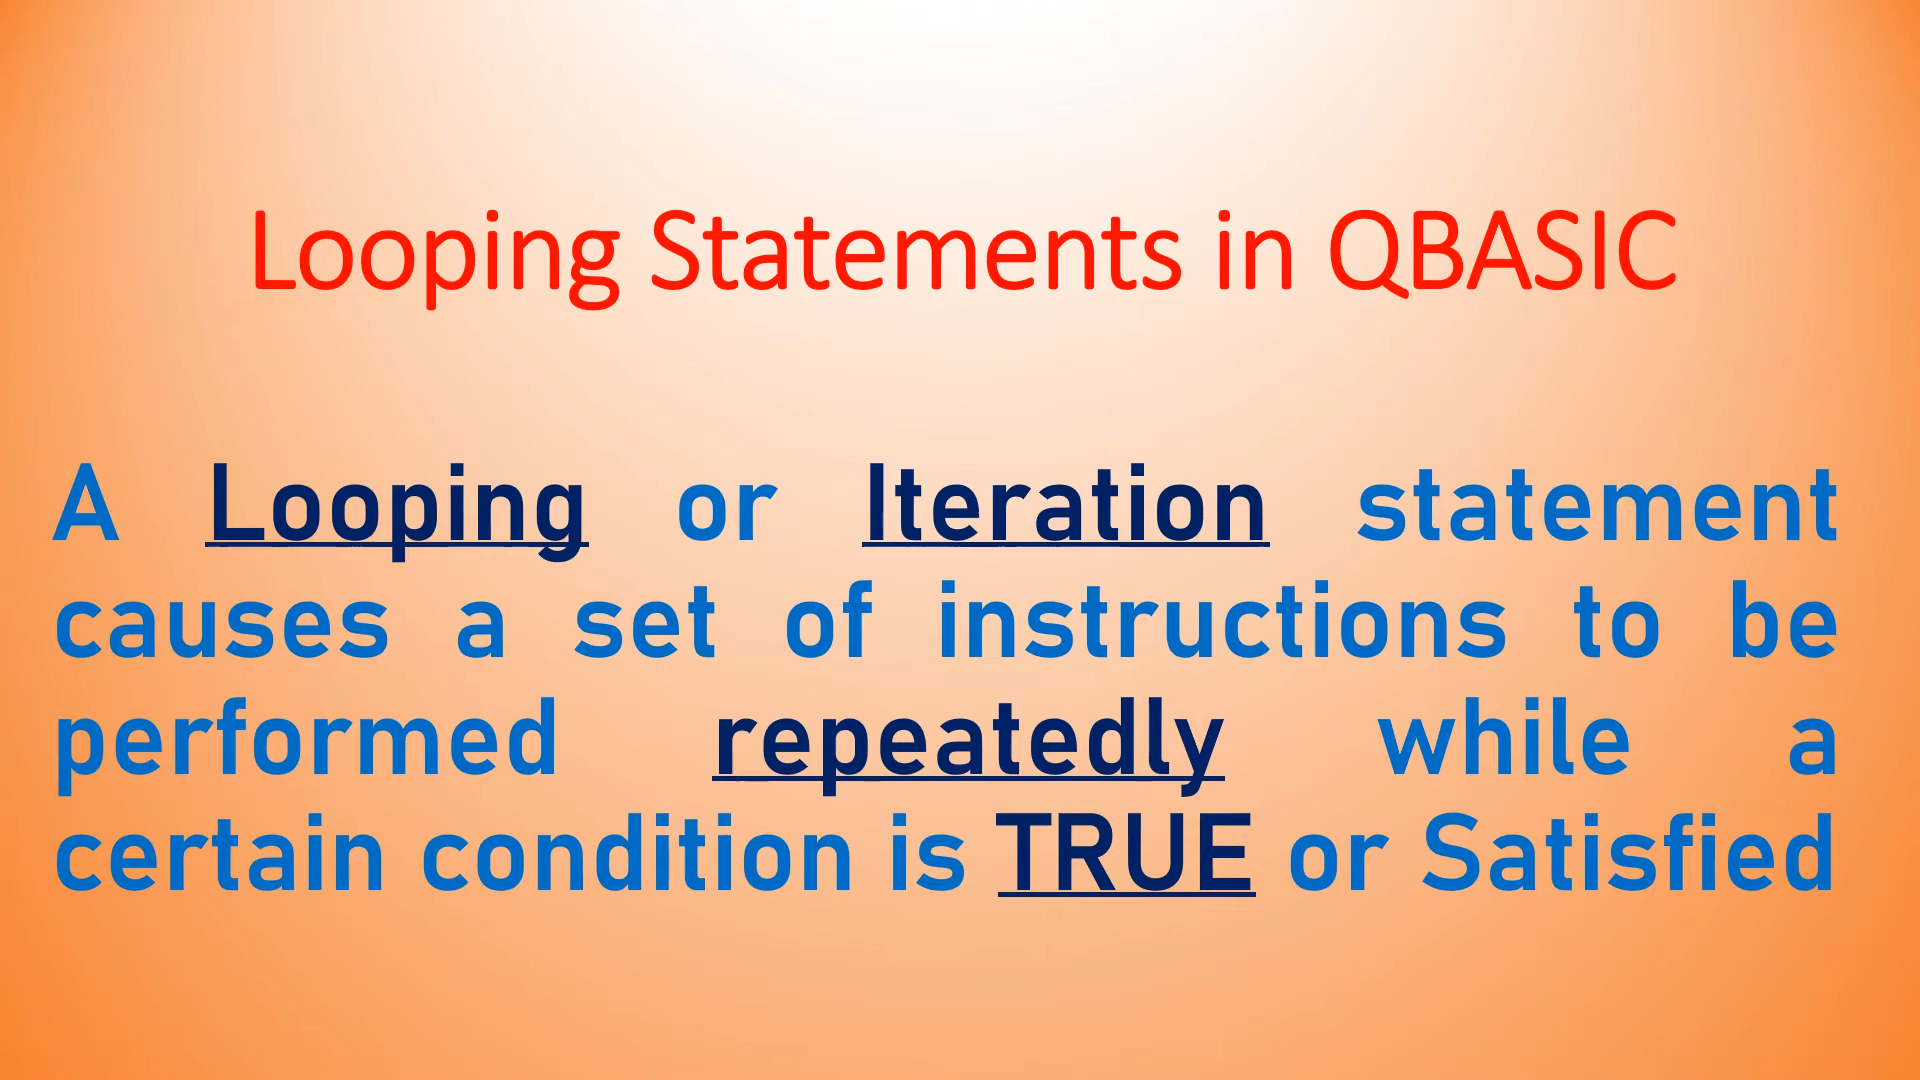 Looping Statements in QBASIC
A Looping or Iteration statement
causes a set of instructions to be
performed repeatedly while a
certain condition is TRUE or Satisfied